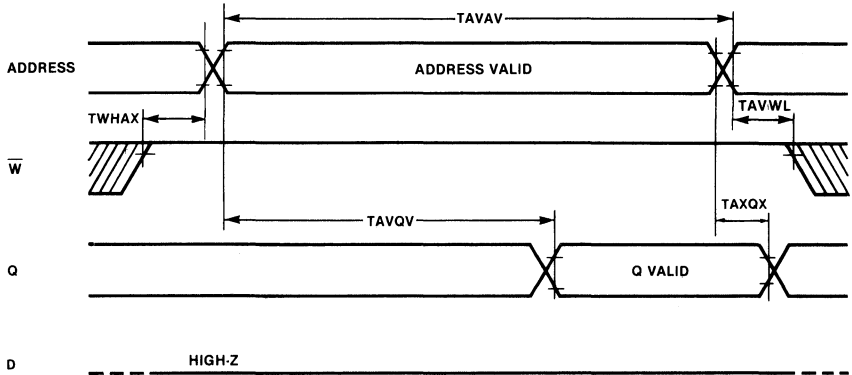 TAVAV
ADDRESS
ADDRESS VALID
TWHAX
TAVWL
W
TAXQX
TAVQV
Q
Q VALID
HIGH-Z
D